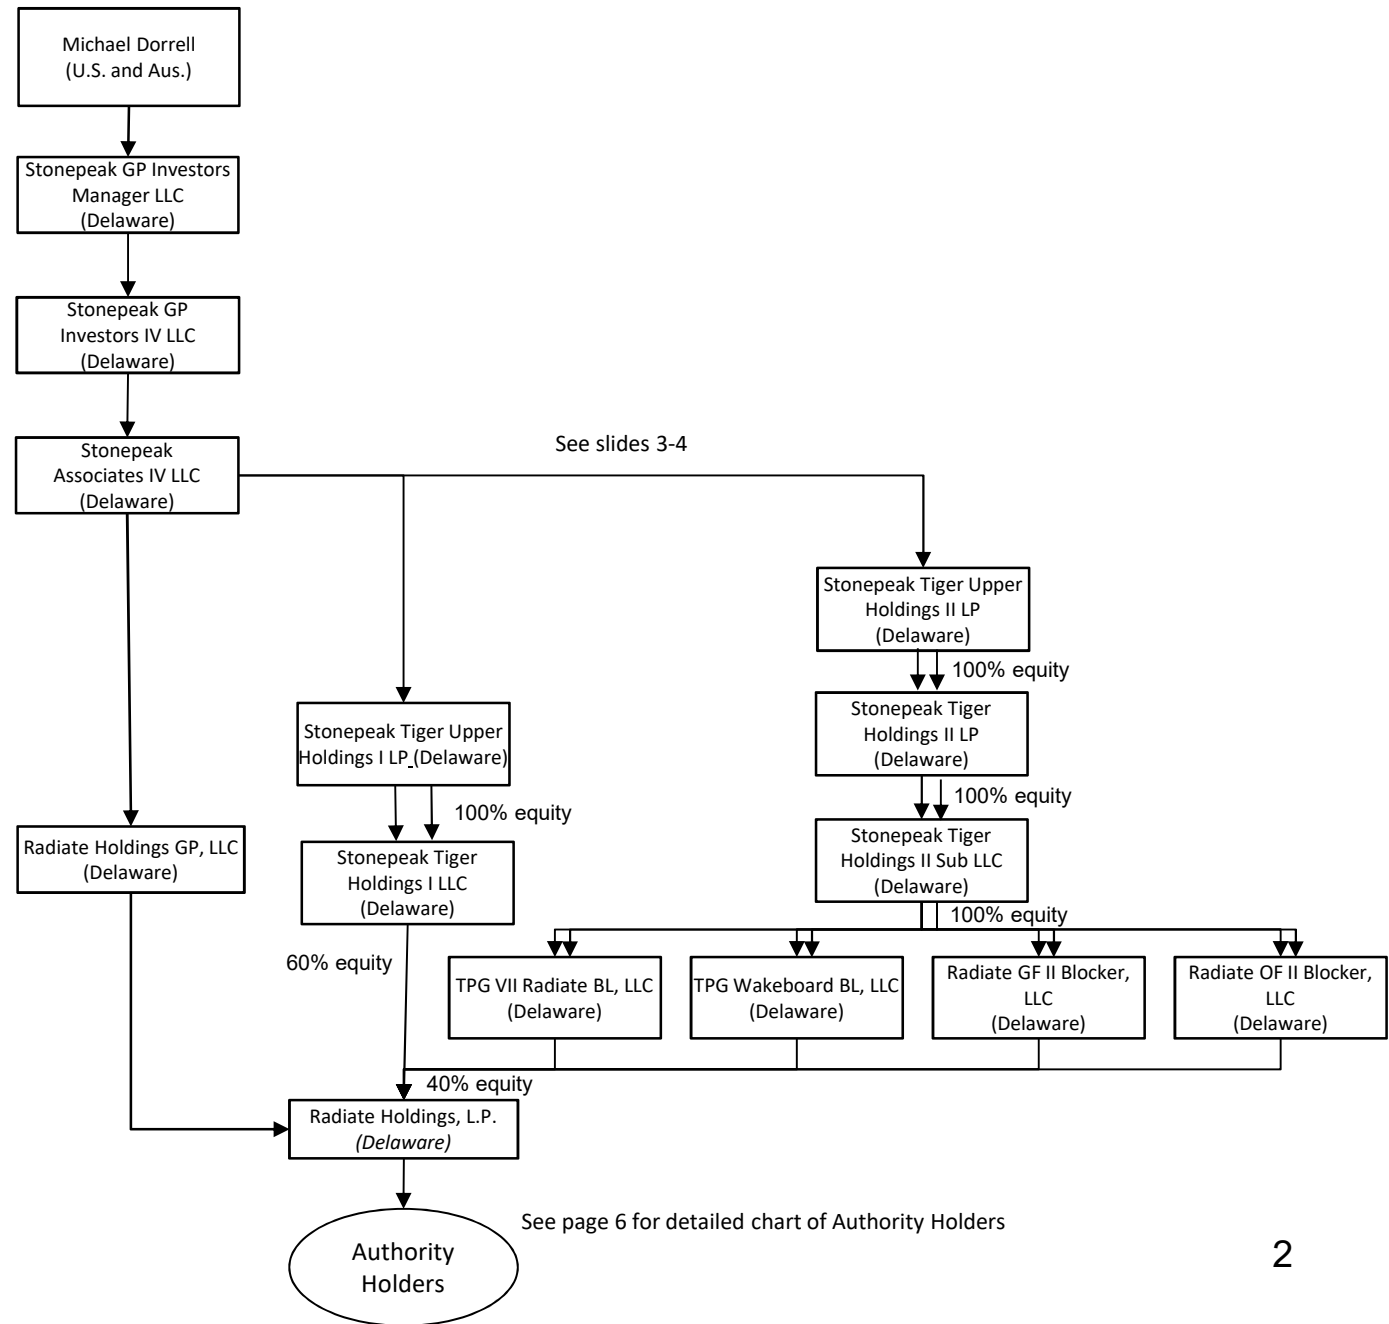 Michael Dorrell
(U.S. and Aus.)
Stonepeak GP Investors
Manager LLC
(Delaware)
Stonepeak GP
Investors IV LLC
(Delaware)
Stonepeak
Associates IV LLC
(Delaware)
See slides 3-4
Stonepeak Tiger Upper
Holdings II LP
(Delaware)
100% equity
Stonepeak Tiger
Holdings II LP
(Delaware)
100% equity
Stonepeak Tiger Upper
Holdings I LP (Delaware)
100% equity
Stonepeak Tiger
Holdings II Sub LLC
(Delaware)
100% equity
Radiate Holdings GP, LLC
(Delaware)
Stonepeak Tiger
Holdings I LLC
(Delaware)
60% equity
TPG VII Radiate BL, LLC
(Delaware)
TPG Wakeboard BL, LLC
(Delaware)
Radiate GF II Blocker,
LLC
(Delaware)
Radiate OF II Blocker,
LLC
(Delaware)
40% equity
Radiate Holdings, L.P.
(Delaware)
See page 6 for detailed chart of Authority Holders
Authority
Holders
2